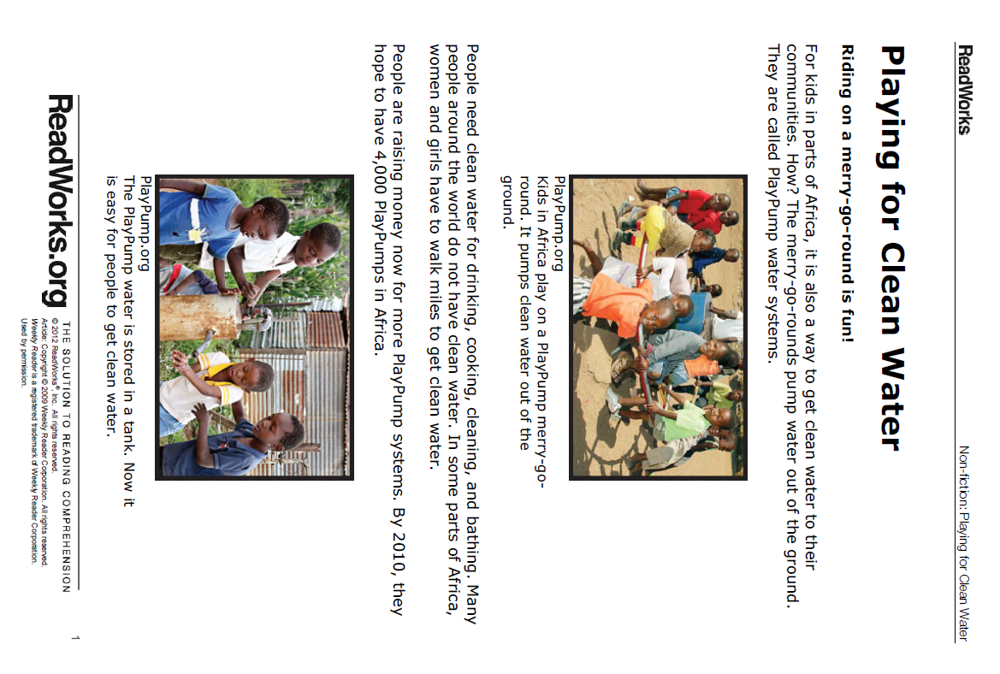 ReadWorks
Non-fiction: Playing for Clean Water
Playing for Clean Water
Riding on a merry-go-round is fun!
For kids in parts of Africa, it is also a way to get clean water to their
communities. How? The merry-go-rounds pump water out of the ground.
They are called PlayPump water systems.
PlayPump.org
Kids in Africa play on a PlayPump merry-go-
round. It pumps clean water out of the
ground.
People need clean water for drinking, cooking, cleaning, and bathing. Many
people around the world do not have clean water. In some parts of Africa,
women and girls have to walk miles to get clean water.
People are raising money now for more PlayPump systems. By 2010, they
hope to have 4,000 PlayPumps in Africa.
PlayPump.org
The PlayPump water is stored in a tank. Now it
is easy for people to get clean water.
ReadWorks.org
THE SOLUTION TO READING COMPREHENSION
© 2012 ReadWorks®, Inc. All rights reserved.
Article: Copyright © 2009 Weekly Reader Corporation. All rights reserved.
Weekly Reader is a registered trademark of Weekly Reader Corporation.
Used by permission.
1